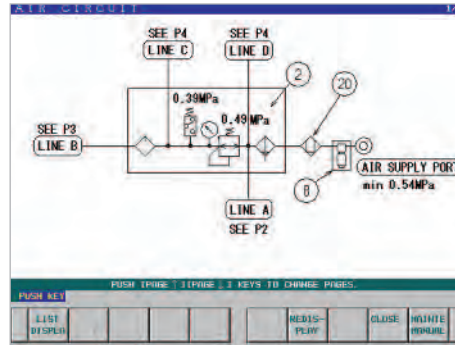 AIR CIRCUIT
1/
SEE P4
LINE C
SEE P4
LINE D
2
20
0.39MPa
0.49MPa
SEE P3
LINE B
AIR SUPPLY PORT
min 0.54MPa
8
LINE A
SEE P2
PUSH [PAGE↑][PAGE↓] KEYS TO CHANGE PAGES.
PUSH KEY
LIST
DISPLA
REDIS-
PLAY
CLOSE
MAINTE
MANUAL